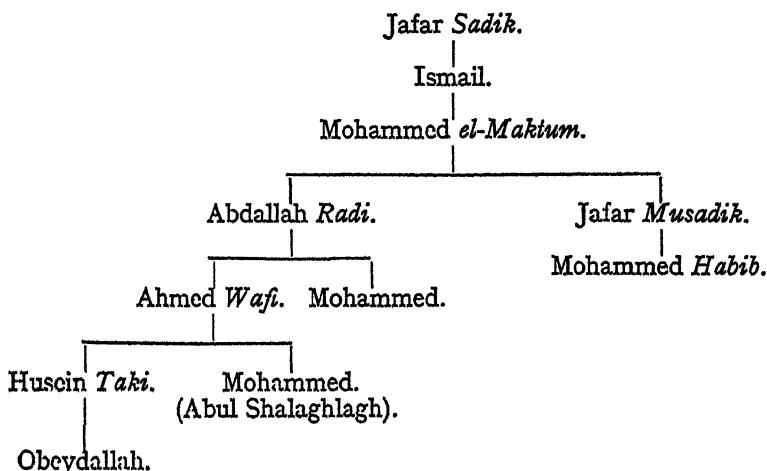 Jafar Sadik.
Ismail.
Mohammed el-Maktum.
Abdallah Radi. Jafar Musadik.
Mohammed Habib.
Ahmed Wafi. Mohammed.
Husein Taki. Mohammed.
(Abul Shalaghlagh).
Obeydallah.